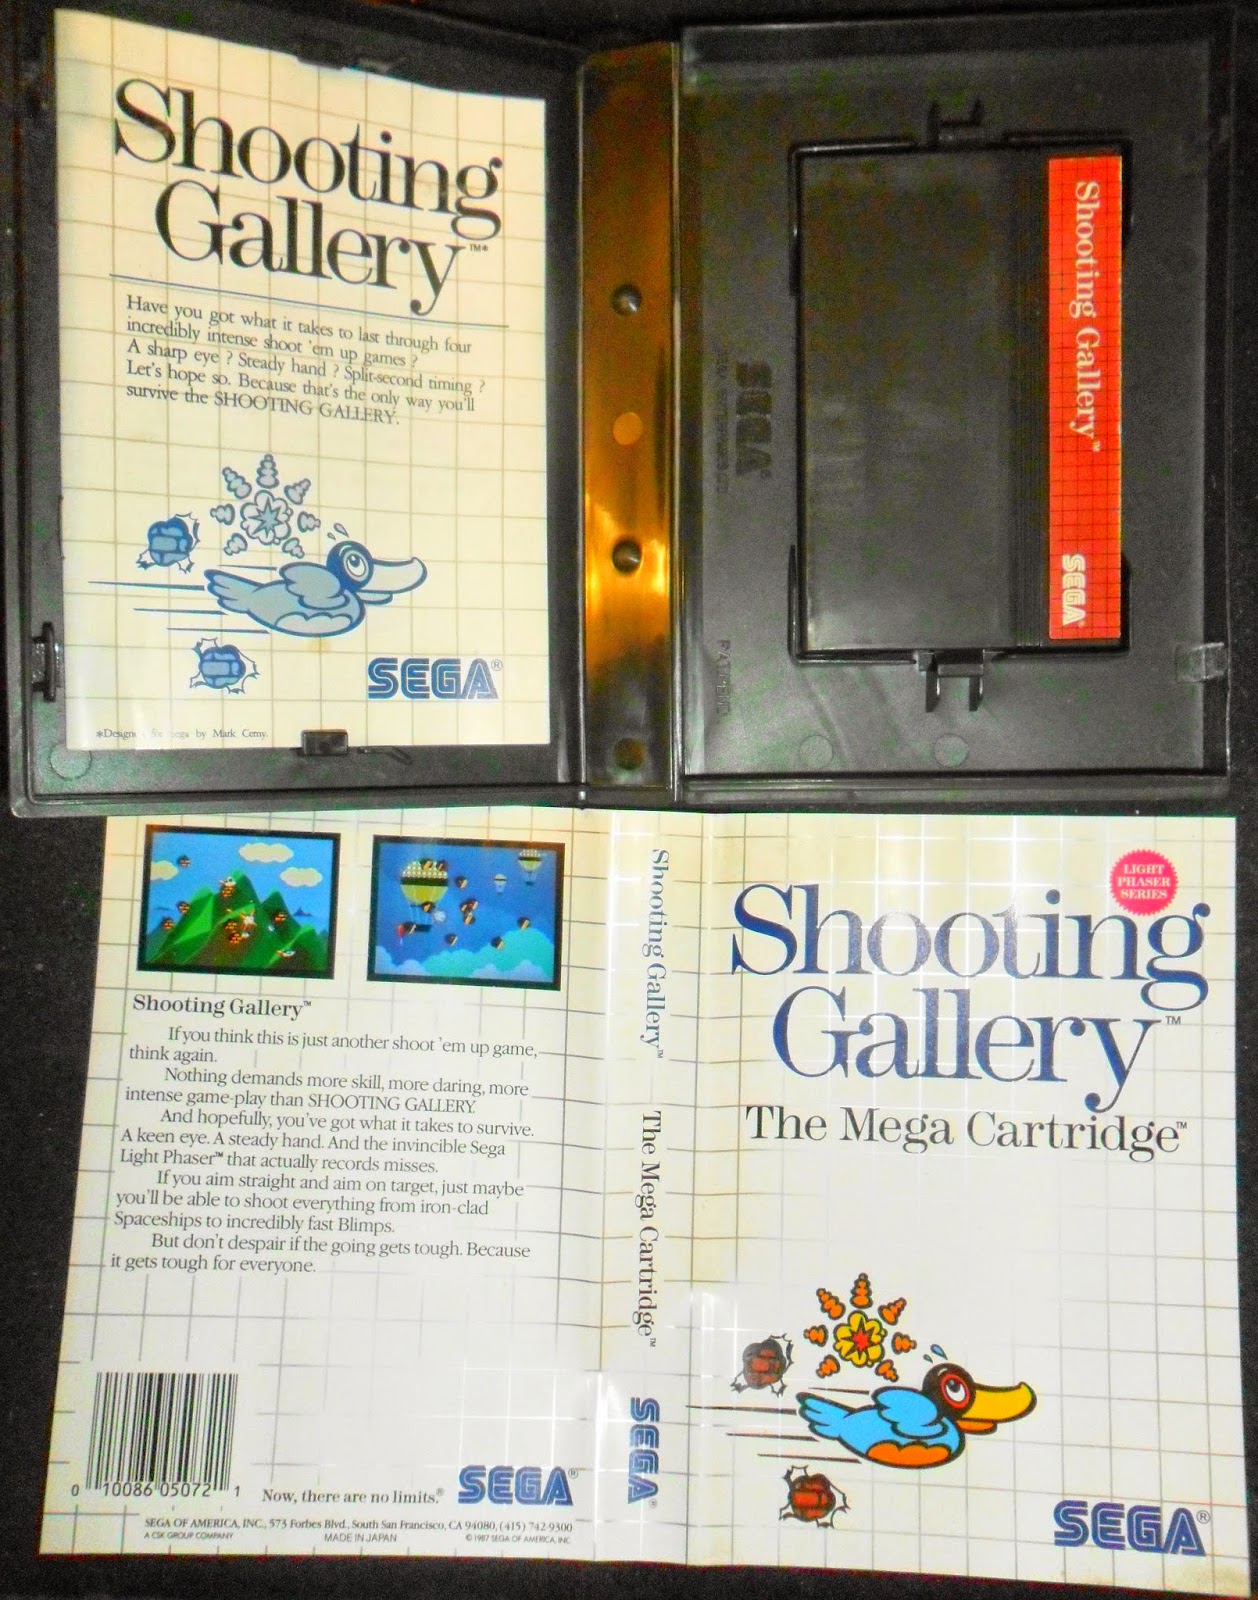 Shooting
Gallery™*
Have you got what it takes to last through four
incredibly intense shoot 'em up games ?
A sharp eye ? Steady hand ? Split-second timing ?
Let's hope so. Because that's the only way you'll
survive the SHOOTING GALLERY.
SEGA®
*Designed for Sega by Mark Cerny.
SEGA
Shooting Gallery™
SEGA
Shooting Gallery™
If you think this is just another shoot 'em up game,
think again.
Nothing demands more skill, more daring, more
intense game-play than SHOOTING GALLERY.
And hopefully, you've got what it takes to survive.
A keen eye. A steady hand. And the invincible Sega
Light Phaser™ that actually records misses.
If you aim straight and aim on target, just maybe
you'll be able to shoot everything from iron-clad
Spaceships to incredibly fast Blimps.
But don't despair if the going gets tough. Because
it gets tough for everyone.
0 10086 05072 1
Now, there are no limits.®
SEGA®
SEGA OF AMERICA, INC., 573 Forbes Blvd., South San Francisco, CA 94080, (415) 742-9300
A CSK GROUP COMPANY MADE IN JAPAN © 1987 SEGA OF AMERICA, INC.
Shooting Gallery™
The Mega Cartridge™
SEGA®
LIGHT
PHASER
SERIES
Shooting
Gallery™
The Mega Cartridge™
SEGA®